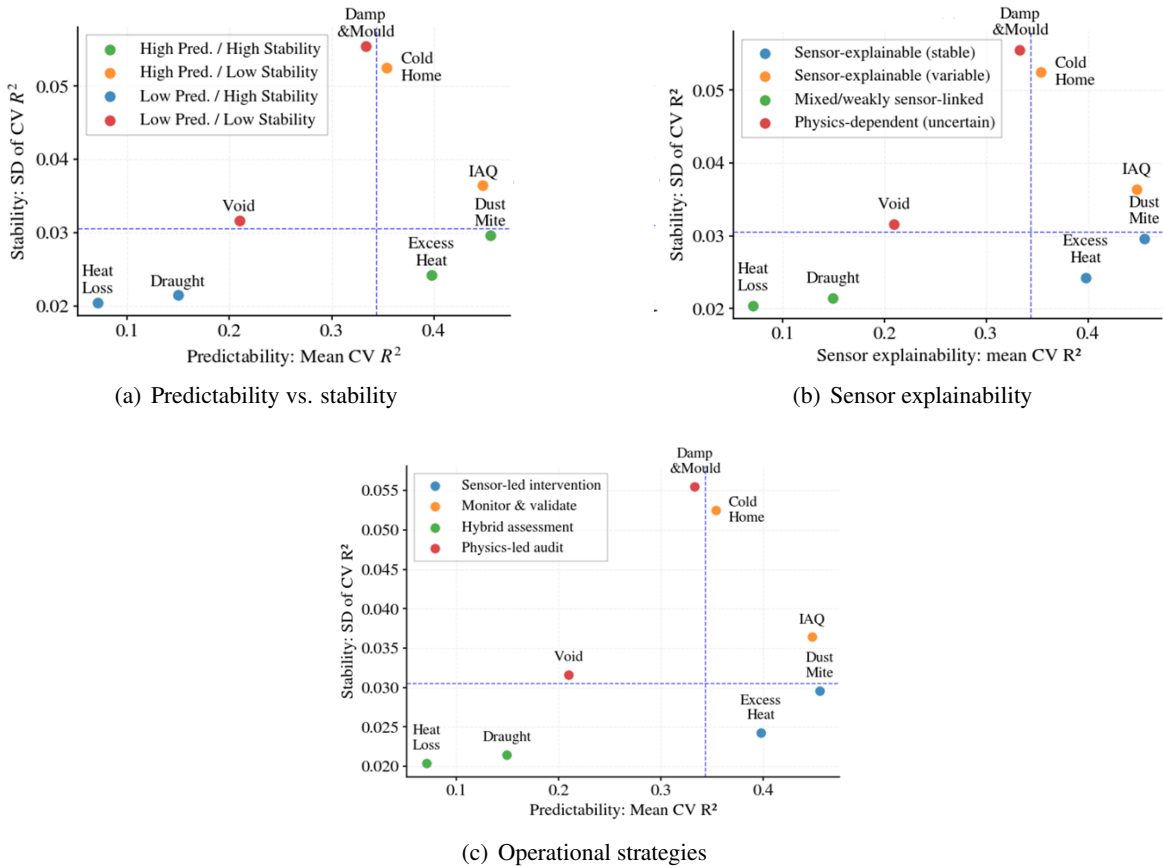 Damp
&Mould
Cold
Home
High Pred. / High Stability
High Pred. / Low Stability
Low Pred. / High Stability
Low Pred. / Low Stability
IAQ
Dust
Mite
Void
Excess
Heat
Heat
Loss
Draught
0.05
0.04
0.03
0.02
0.1
0.2
0.3
0.4
Stability: SD of CV R²
Predictability: Mean CV R²
(a) Predictability vs. stability
Damp
&Mould
Cold
Home
Sensor-explainable (stable)
Sensor-explainable (variable)
Mixed/weakly sensor-linked
Physics-dependent (uncertain)
IAQ
Dust
Mite
Void
Excess
Heat
Heat
Loss
Draught
0.05
0.04
0.03
0.02
0.1
0.2
0.3
0.4
Stability: SD of CV R²
Sensor explainability: mean CV R²
(b) Sensor explainability
Damp
&Mould
Cold
Home
Sensor-led intervention
Monitor & validate
Hybrid assessment
Physics-led audit
IAQ
Dust
Mite
Void
Excess
Heat
Heat
Loss
Draught
0.055
0.050
0.045
0.040
0.035
0.030
0.025
0.020
0.1
0.2
0.3
0.4
Stability: SD of CV R²
Predictability: Mean CV R²
(c) Operational strategies